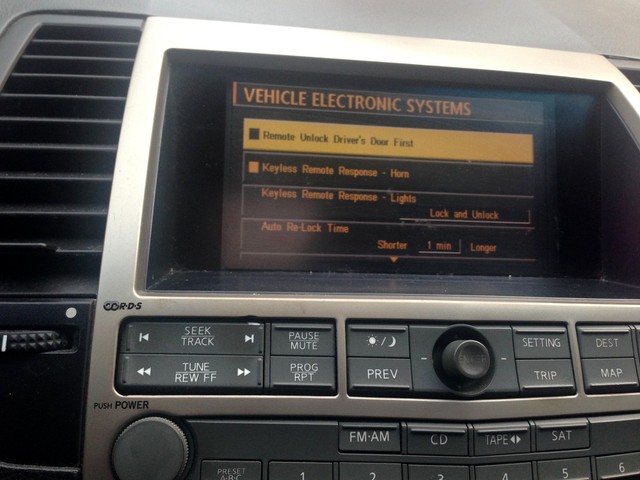 VEHICLE ELECTRONIC SYSTEMS
Remote Unlock Driver's Door First
Keyless Remote Response - Horn
Keyless Remote Response - Lights
Lock and Unlock
Auto Re-Lock Time
Shorter 1 min Longer
C·O·R·D·S
SEEK
TRACK
PAUSE
MUTE
SETTING
DEST
TUNE
REW FF
PROG
RPT
PREV
TRIP
MAP
PUSH POWER
FM·AM
CD
TAPE
SAT
PRESET
A·B·C
1 2 3 4 5 6